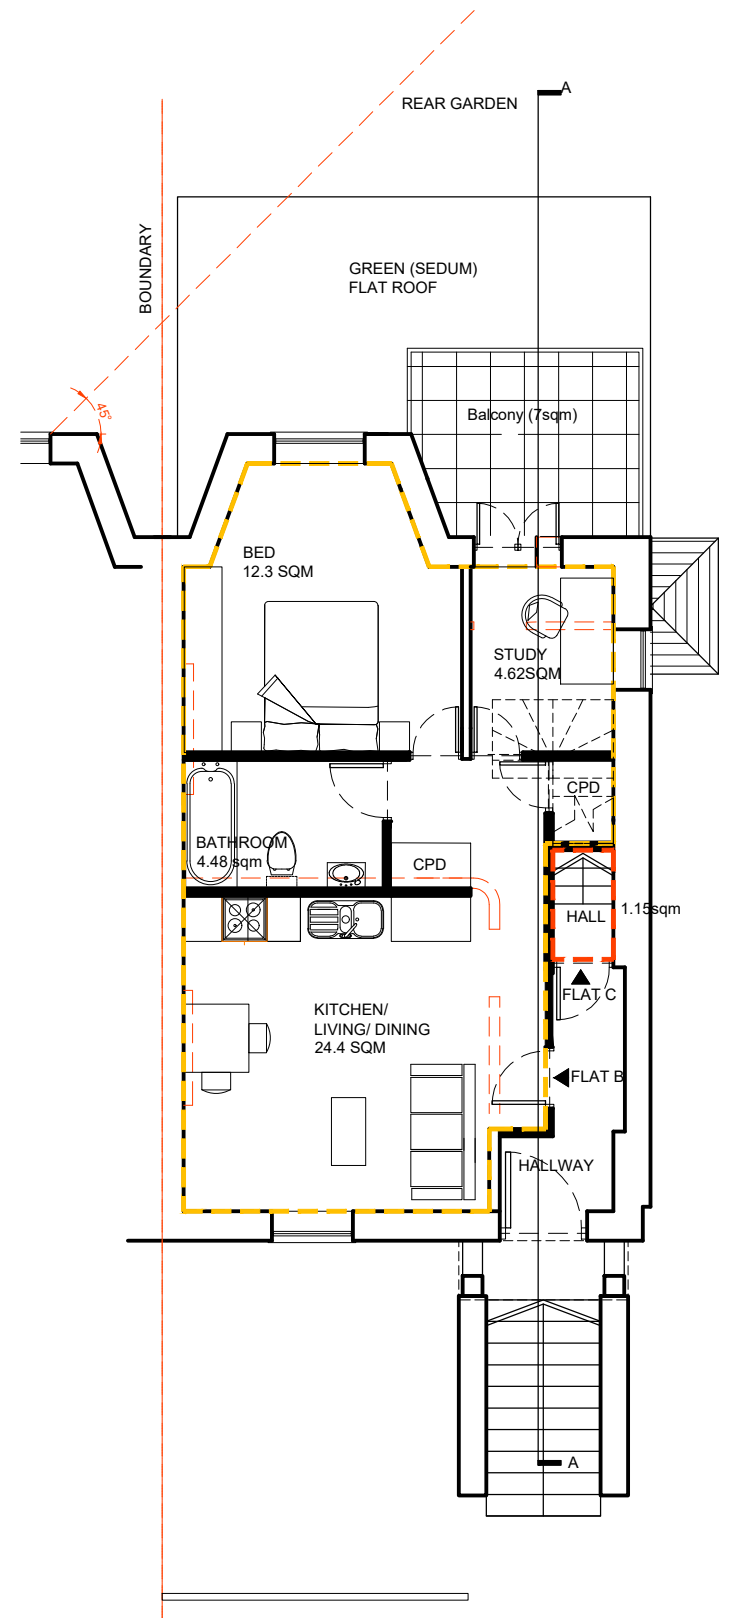 A
REAR GARDEN
BOUNDARY
GREEN (SEDUM)
FLAT ROOF
45°
Balcony (7sqm)
BED
12.3 SQM
STUDY
4.62SQM
CPD
BATHROOM
4.48 sqm
CPD
HALL
1.15sqm
FLAT C
KITCHEN/
LIVING/ DINING
24.4 SQM
FLAT B
HALLWAY
A